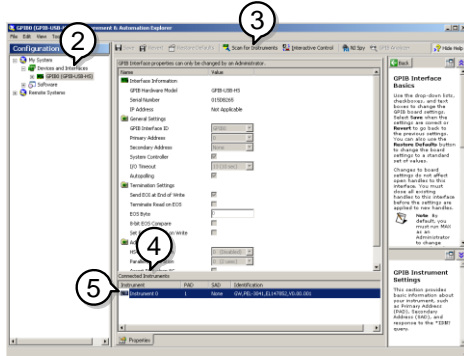 GPIB0 (GPIB-USB-HS)
& Automation Explorer
File Edit View
Help
3
Configuration
2
Save Revert Restore Defaults Scan for Instruments Interactive Control NI Spy GPIB Analyzer Hide Help
My System
Devices and Interfaces
GPIB0 (GPIB-USB-HS)
Software
Remote Systems
GPIB Interface properties can only be changed by an Administrator.
Name Value
Interface Information
GPIB Hardware Model GPIB-USB-HS
Serial Number
IP Address Not Applicable
General Settings
GPIB Interface ID GPIB0
Primary Address 0
Secondary Address None
System Controller
I/O Timeout
Autopolling
Termination Settings
Send EOI at End of Write
Terminate Read on EOS
EOS Byte 0
8-bit EOS Compare
Set Write
4
Connected Instruments
5
Instrument PAD SAD Identification
Instrument 0 1 None
Properties
Back
GPIB Interface
Basics
Use the drop-down lists,
checkboxes, and text
boxes to change the
GPIB board settings.
Select Save when the
settings are correct or
Revert to go back to
the previous settings.
You can also use the
Restore Defaults button
to change the board
settings to a standard
set of values.
Changes to board
settings do not affect
open handles to this
interface. You must
close all existing
handles to this interface
before the settings are
applied to new handles.
Note By
default, you
must run MAX
as an
Administrator
to change
GPIB Instrument
Settings
This section provides
basic information about
your instrument, such
as Primary Address
(PAD), Secondary
Address (SAD), and
response to the *IDN?
query.